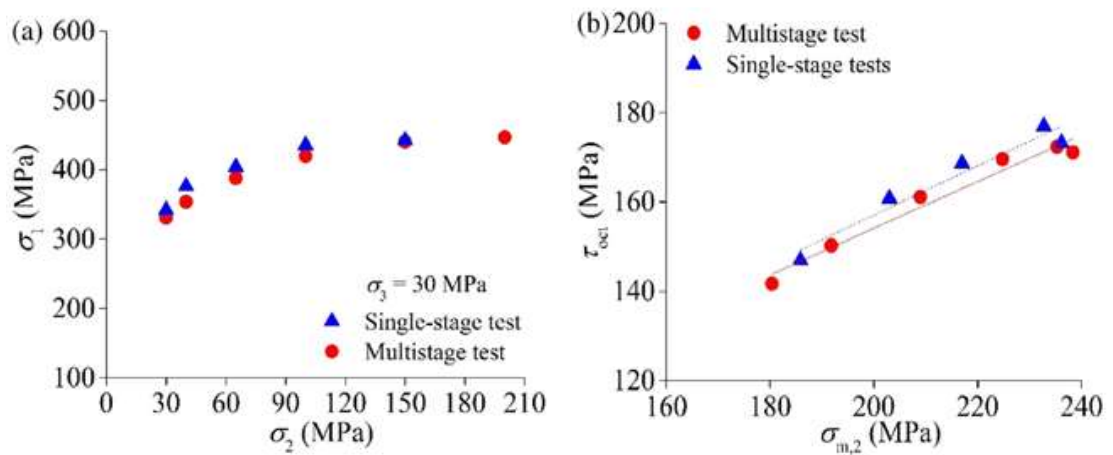 (a)
600
500
400
300
200
100
σ₁ (MPa)
σ₃ = 30 MPa
Single-stage test
Multistage test
0 30 60 90 120 150 180 210
σ₂ (MPa)
(b)
200
180
160
140
120
τoct (MPa)
Multistage test
Single-stage tests
160 180 200 220 240
σm,2 (MPa)